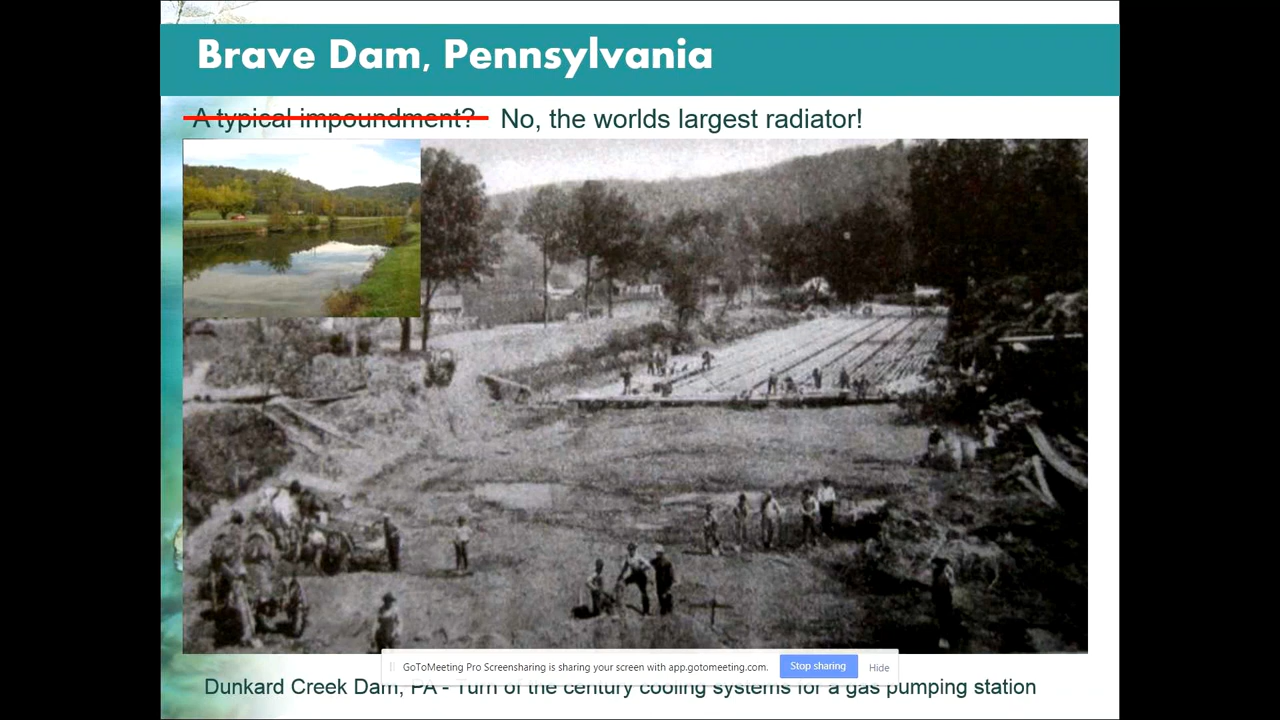 Brave Dam, Pennsylvania
A typical impoundment? No, the worlds largest radiator!
GoToMeeting Pro Screensharing is sharing your screen with app.gotomeeting.com. Stop sharing Hide
Dunkard Creek Dam, PA - Turn of the century cooling systems for a gas pumping station